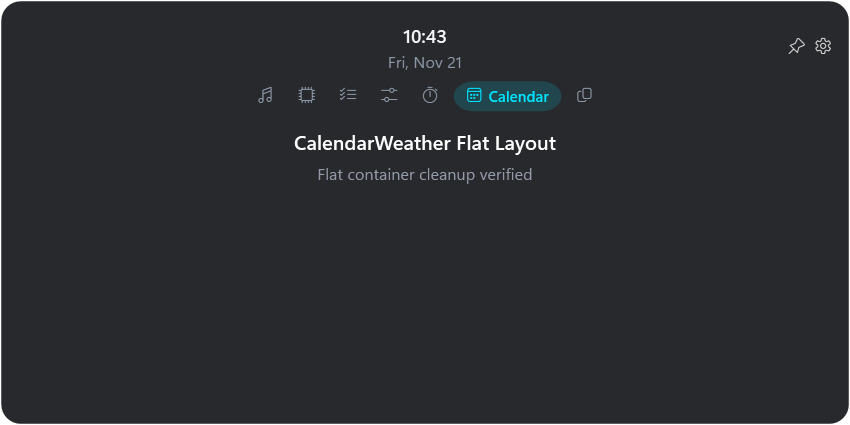 10:43
Fri, Nov 21
Calendar
CalendarWeather Flat Layout
Flat container cleanup verified